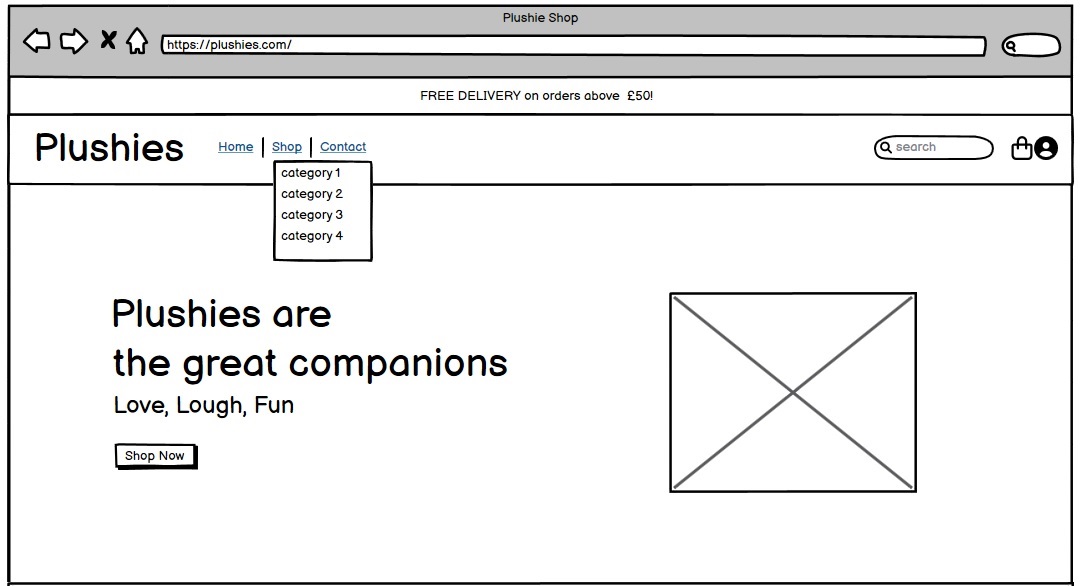 Plushie Shop
https://plushies.com/
FREE DELIVERY on orders above £50!
Plushies Home Shop Contact search
category 1
category 2
category 3
category 4
Plushies are
the great companions
Love, Lough, Fun
Shop Now